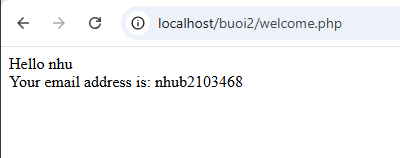 localhost/buoi2/welcome.php
Hello nhu
Your email address is: nhub2103468